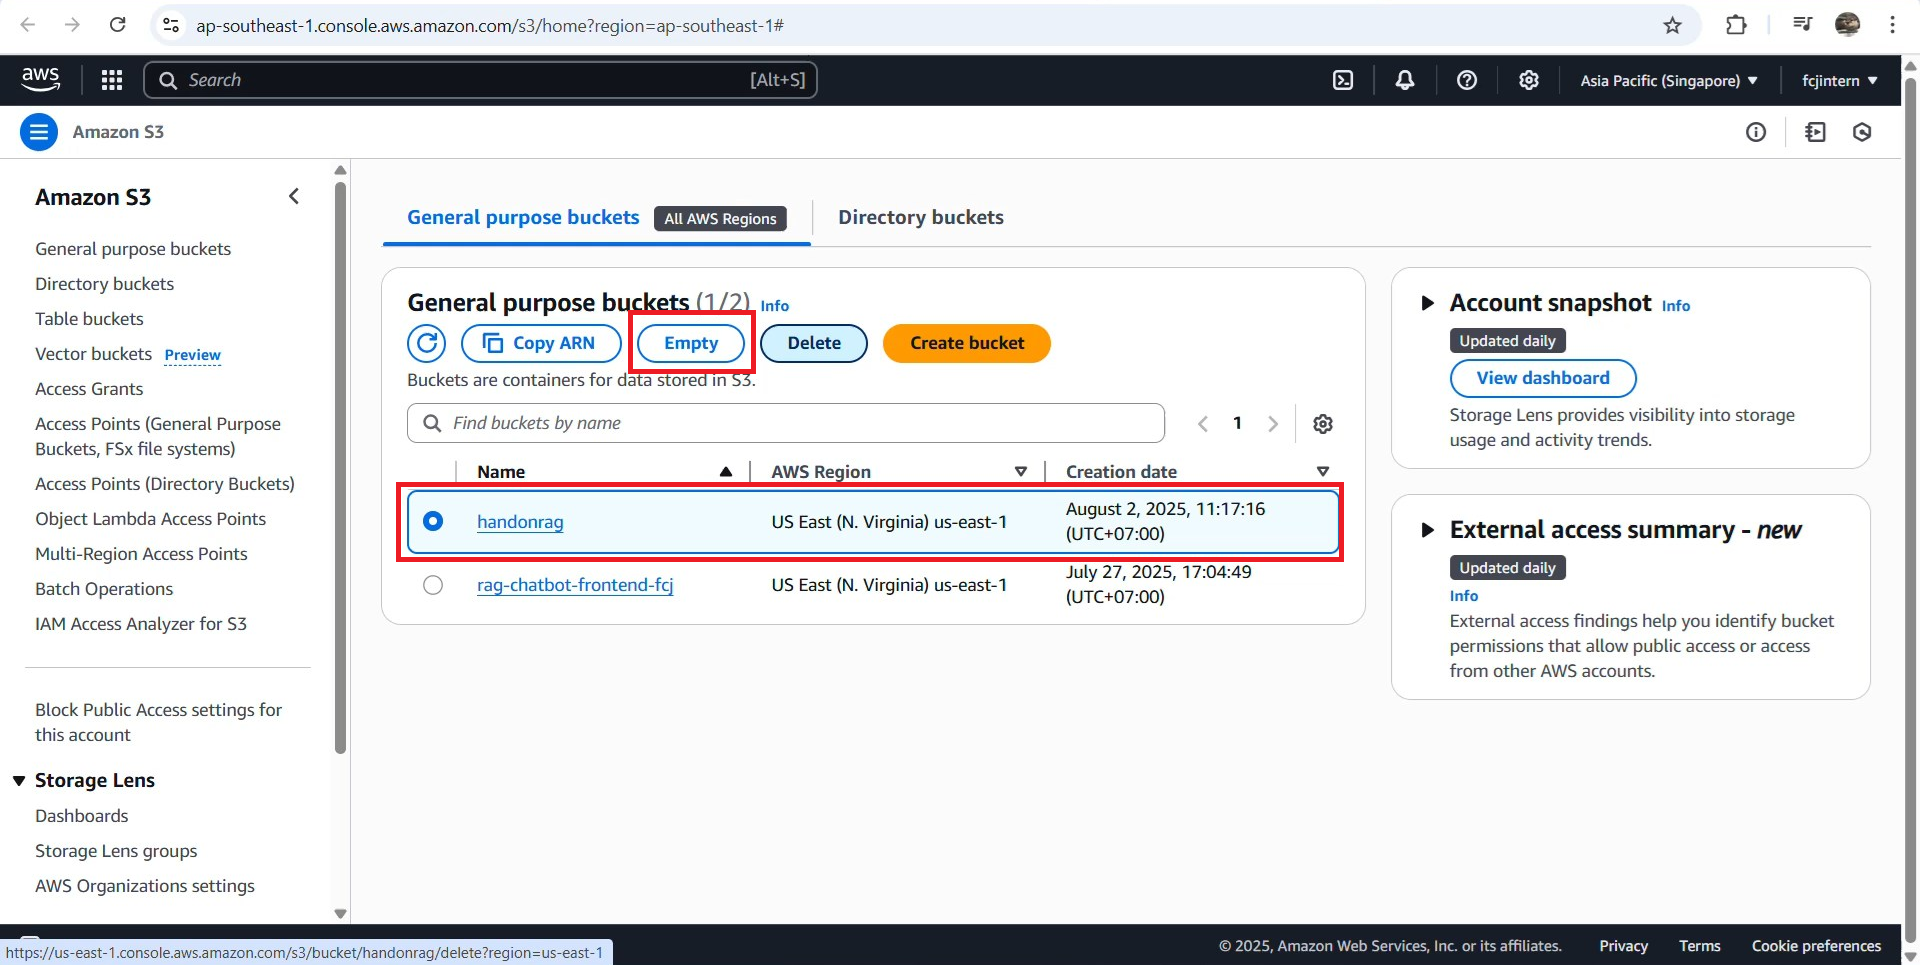 ap-southeast-1.console.aws.amazon.com/s3/home?region=ap-southeast-1#
aws
Search
[Alt+S]
Asia Pacific (Singapore)
fcjintern
Amazon S3
Amazon S3
General purpose buckets
Directory buckets
Table buckets
Vector buckets Preview
Access Grants
Access Points (General Purpose
Buckets, FSx file systems)
Access Points (Directory Buckets)
Object Lambda Access Points
Multi-Region Access Points
Batch Operations
IAM Access Analyzer for S3
Block Public Access settings for
this account
Storage Lens
Dashboards
Storage Lens groups
AWS Organizations settings
General purpose buckets All AWS Regions
Directory buckets
General purpose buckets (1/2) Info
Copy ARN
Empty
Delete
Create bucket
Buckets are containers for data stored in S3.
Find buckets by name
1
Name
AWS Region
Creation date
handonrag
US East (N. Virginia) us-east-1
August 2, 2025, 11:17:16
(UTC+07:00)
rag-chatbot-frontend-fcj
US East (N. Virginia) us-east-1
July 27, 2025, 17:04:49
(UTC+07:00)
Account snapshot Info
Updated daily
View dashboard
Storage Lens provides visibility into storage
usage and activity trends.
External access summary - new
Updated daily
Info
External access findings help you identify bucket
permissions that allow public access or access
from other AWS accounts.
https://us-east-1.console.aws.amazon.com/s3/bucket/handonrag/delete?region=us-east-1
© 2025, Amazon Web Services, Inc. or its affiliates.
Privacy
Terms
Cookie preferences